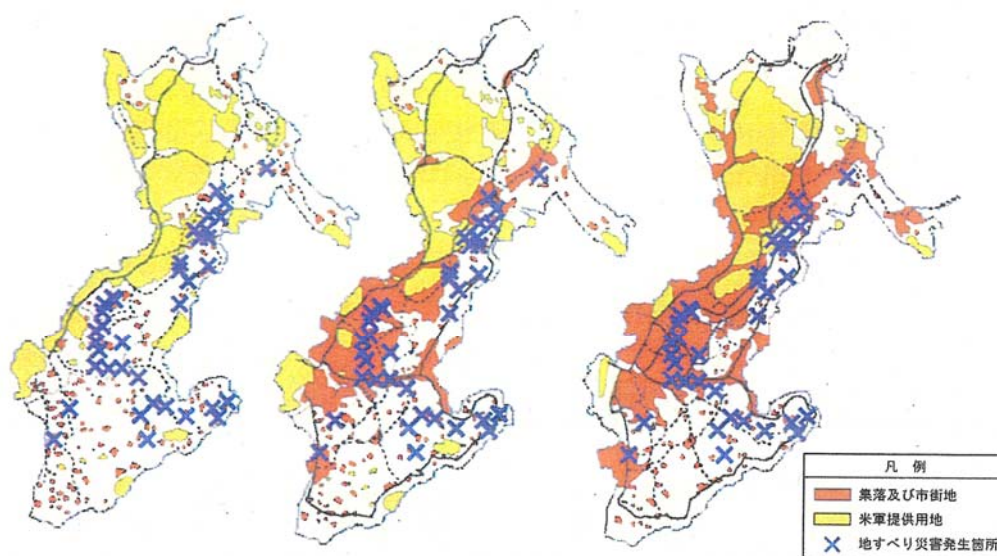 凡 例
集落及び市街地
米軍提供用地
地すべり災害発生箇所